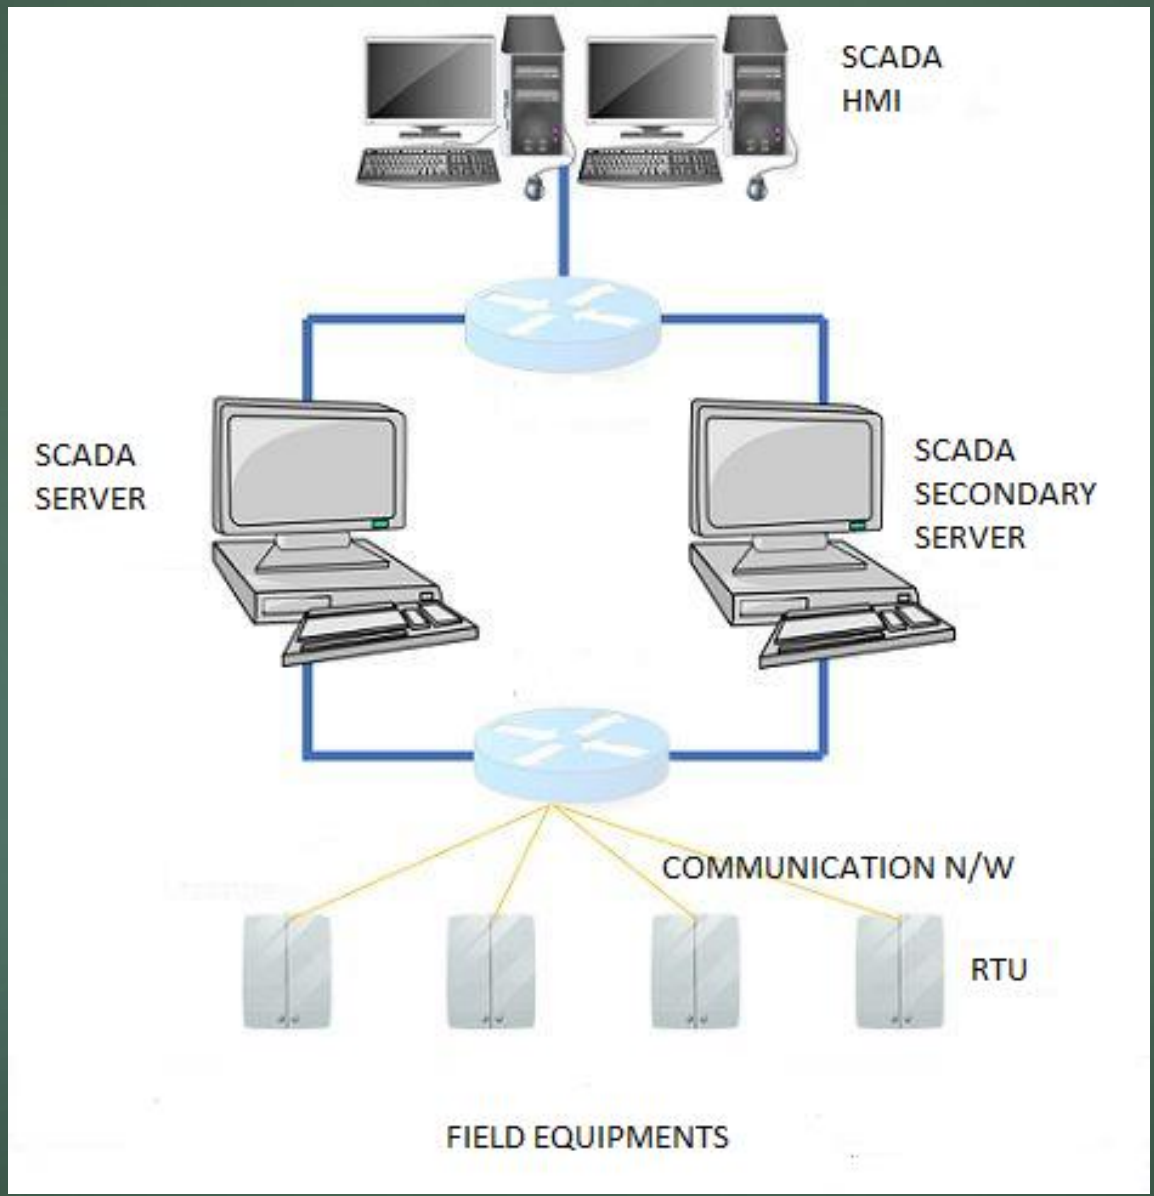 SCADA
HMI
SCADA
SERVER
SCADA
SECONDARY
SERVER
COMMUNICATION N/W
RTU
FIELD EQUIPMENTS